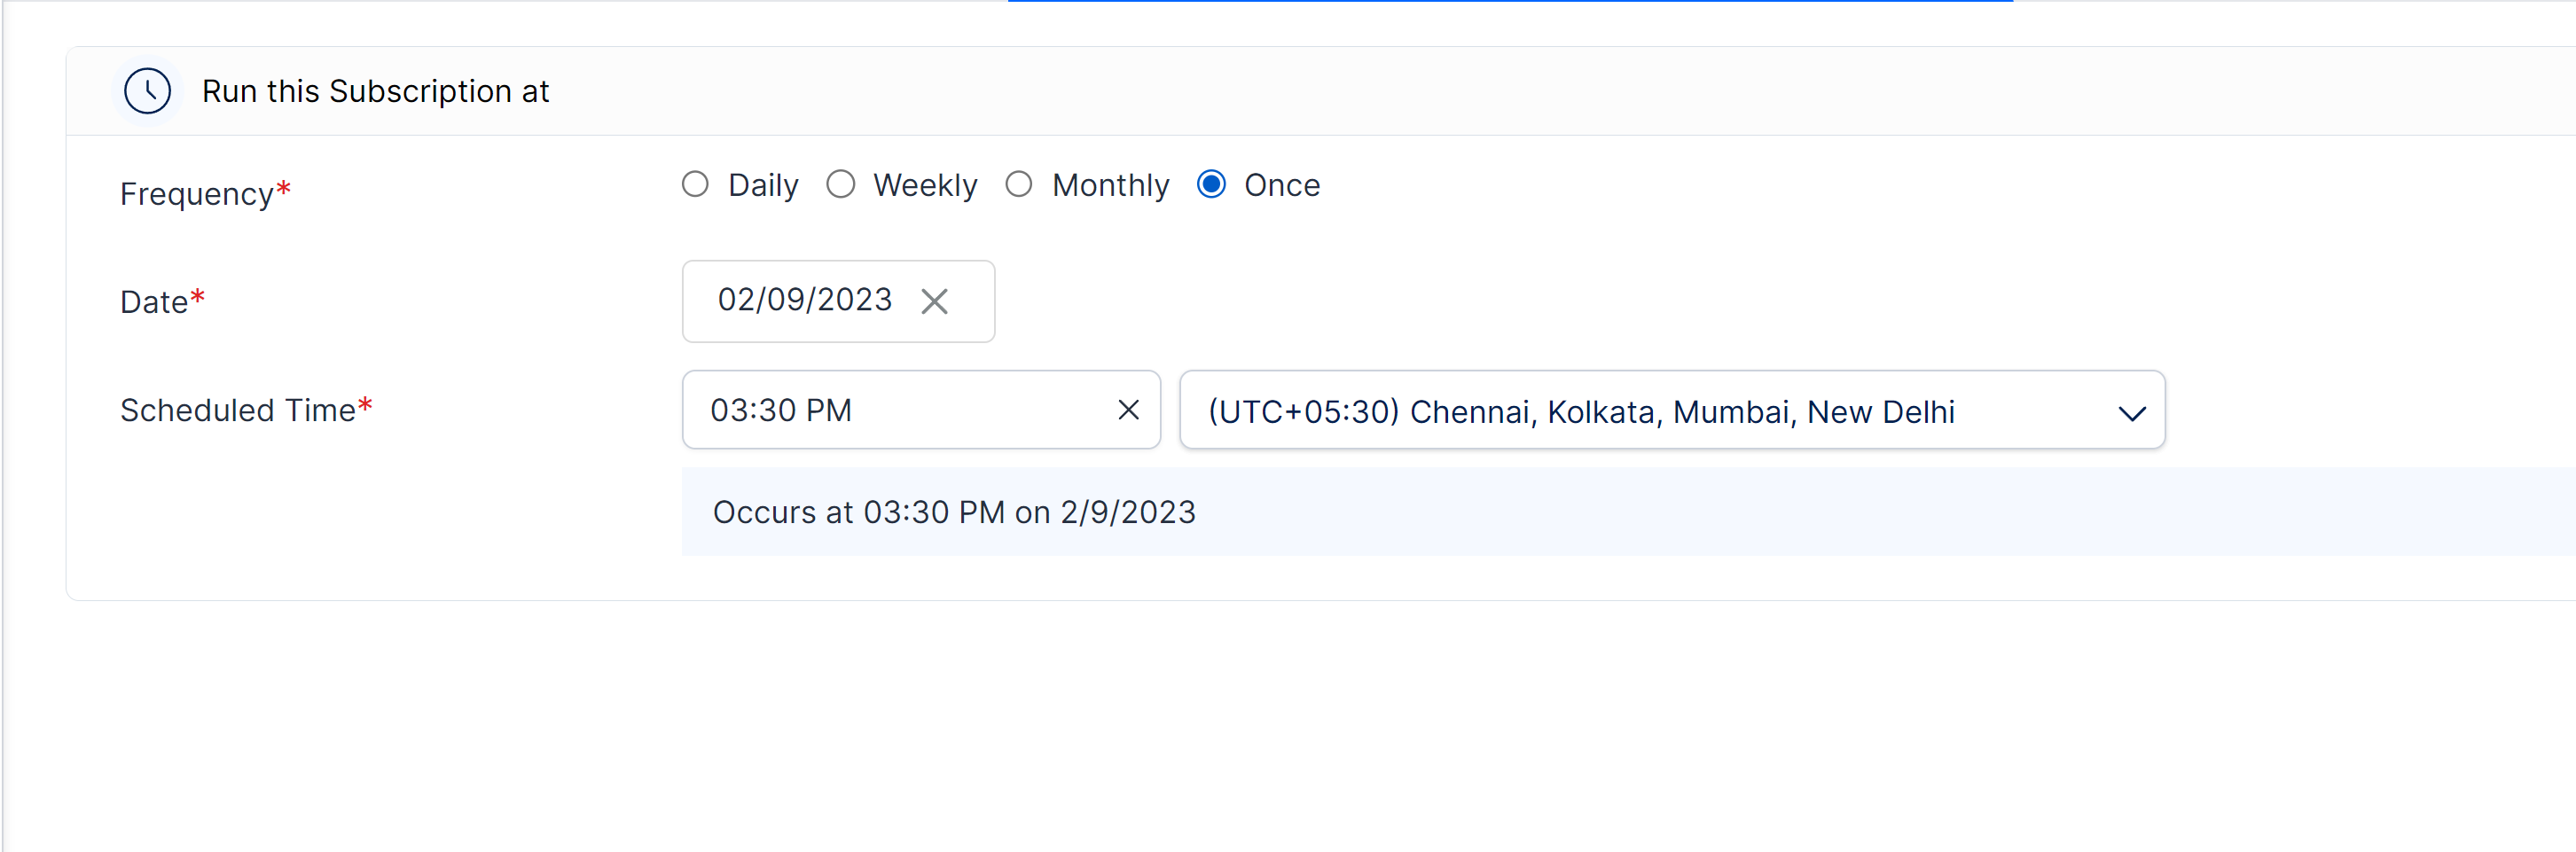 Run this Subscription at
Frequency* Daily Weekly Monthly Once
Date* 02/09/2023
Scheduled Time* 03:30 PM (UTC+05:30) Chennai, Kolkata, Mumbai, New Delhi
Occurs at 03:30 PM on 2/9/2023